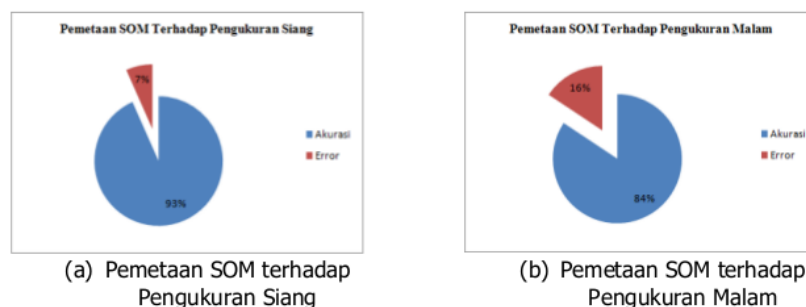 Pemetaan SOM Terhadap Pengukuran Siang
7%
93%
Akurasi
Error
(a) Pemetaan SOM terhadap
Pengukuran Siang
Pemetaan SOM Terhadap Pengukuran Malam
16%
84%
Akurasi
Error
(b) Pemetaan SOM terhadap
Pengukuran Malam